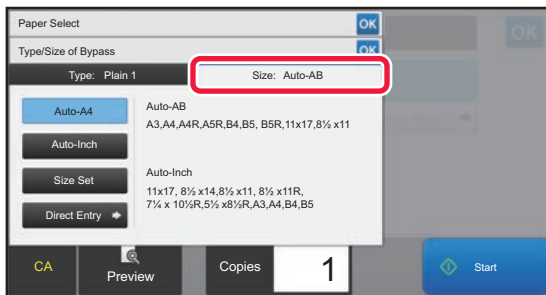 Paper Select
OK
OK
Type/Size of Bypass
OK
Type: Plain 1
Size: Auto-AB
Auto-A4
Auto-AB
A3,A4,A4R,A5R,B4,B5, B5R,11x17,8½ x11
Auto-Inch
Size Set
Auto-Inch
11x17, 8½ x14,8½ x11, 8½ x11R,
7¼ x 10½R,5½ x8½R,A3,A4,B4,B5
Direct Entry
CA
Preview
Copies
1
Start